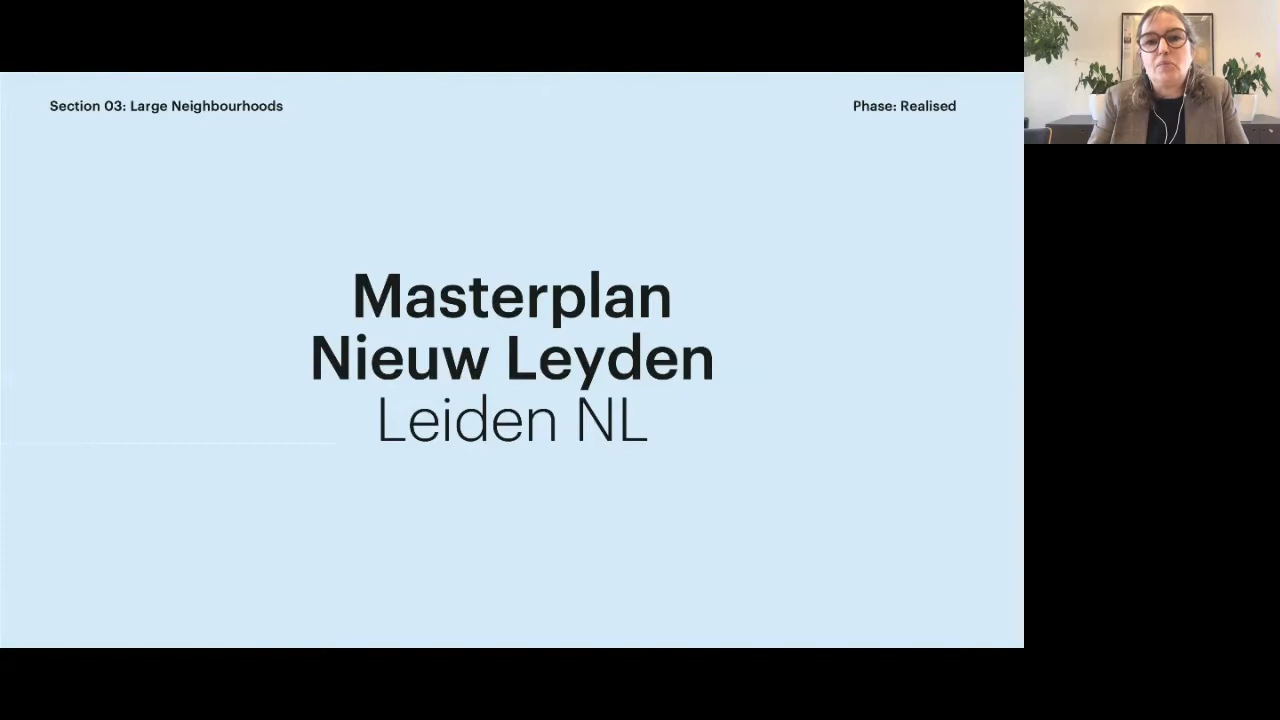 Section 03: Large Neighbourhoods
Phase: Realised
Masterplan
Nieuw Leyden
Leiden NL